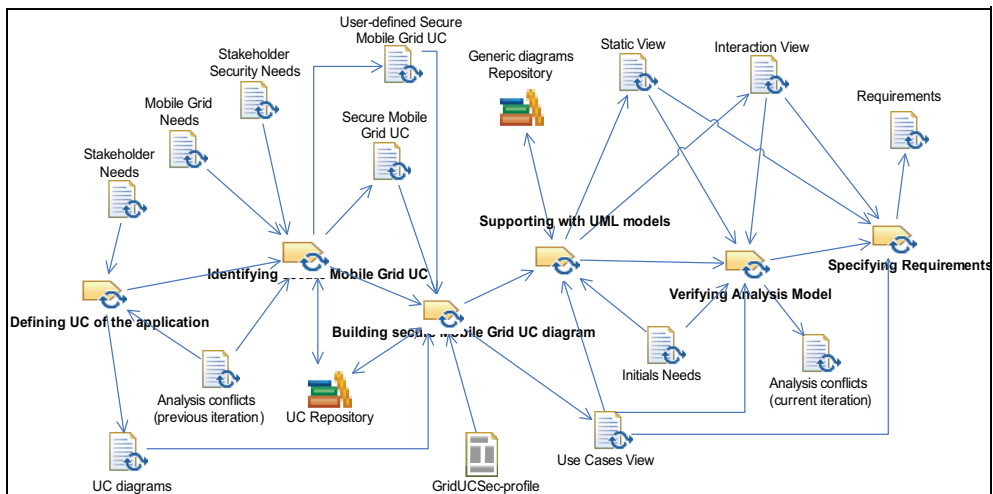 User-defined Secure
Mobile Grid UC
Stakeholder
Security Needs
Generic diagrams
Repository
Static View
Interaction View
Mobile Grid
Needs
Requirements
Secure Mobile
Grid UC
Stakeholder
Needs
Supporting with UML models
Identifying Mobile Grid UC
Specifying Requirements
Verifying Analysis Model
Defining UC of the application
Building secure Mobile Grid UC diagram
Initials Needs
Analysis conflicts
(previous iteration)
UC Repository
Analysis conflicts
(current iteration)
Use Cases View
UC diagrams
GridUCSec-profile